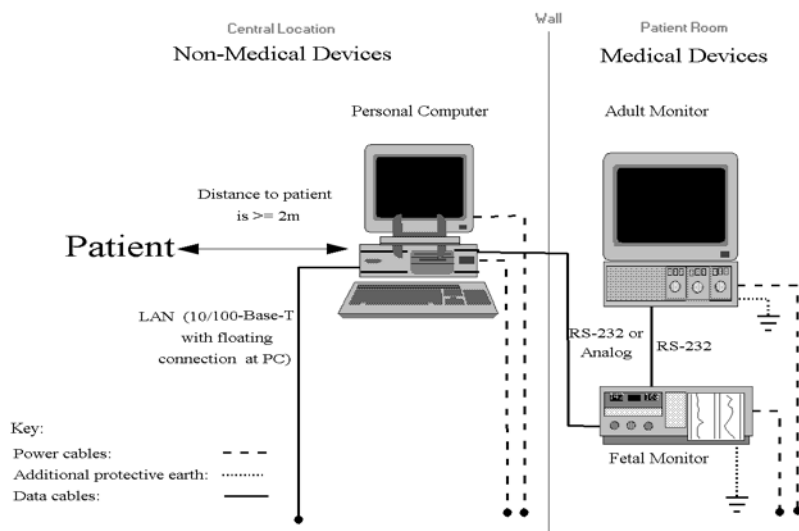 Central Location
Non-Medical Devices
Wall
Patient Room
Medical Devices
Personal Computer
Adult Monitor
Distance to patient
is >= 2m
Patient
LAN (10/100-Base-T
with floating
connection at PC)
RS-232 or
Analog
RS-232
Fetal Monitor
Key:
Power cables:
Additional protective earth:
Data cables: